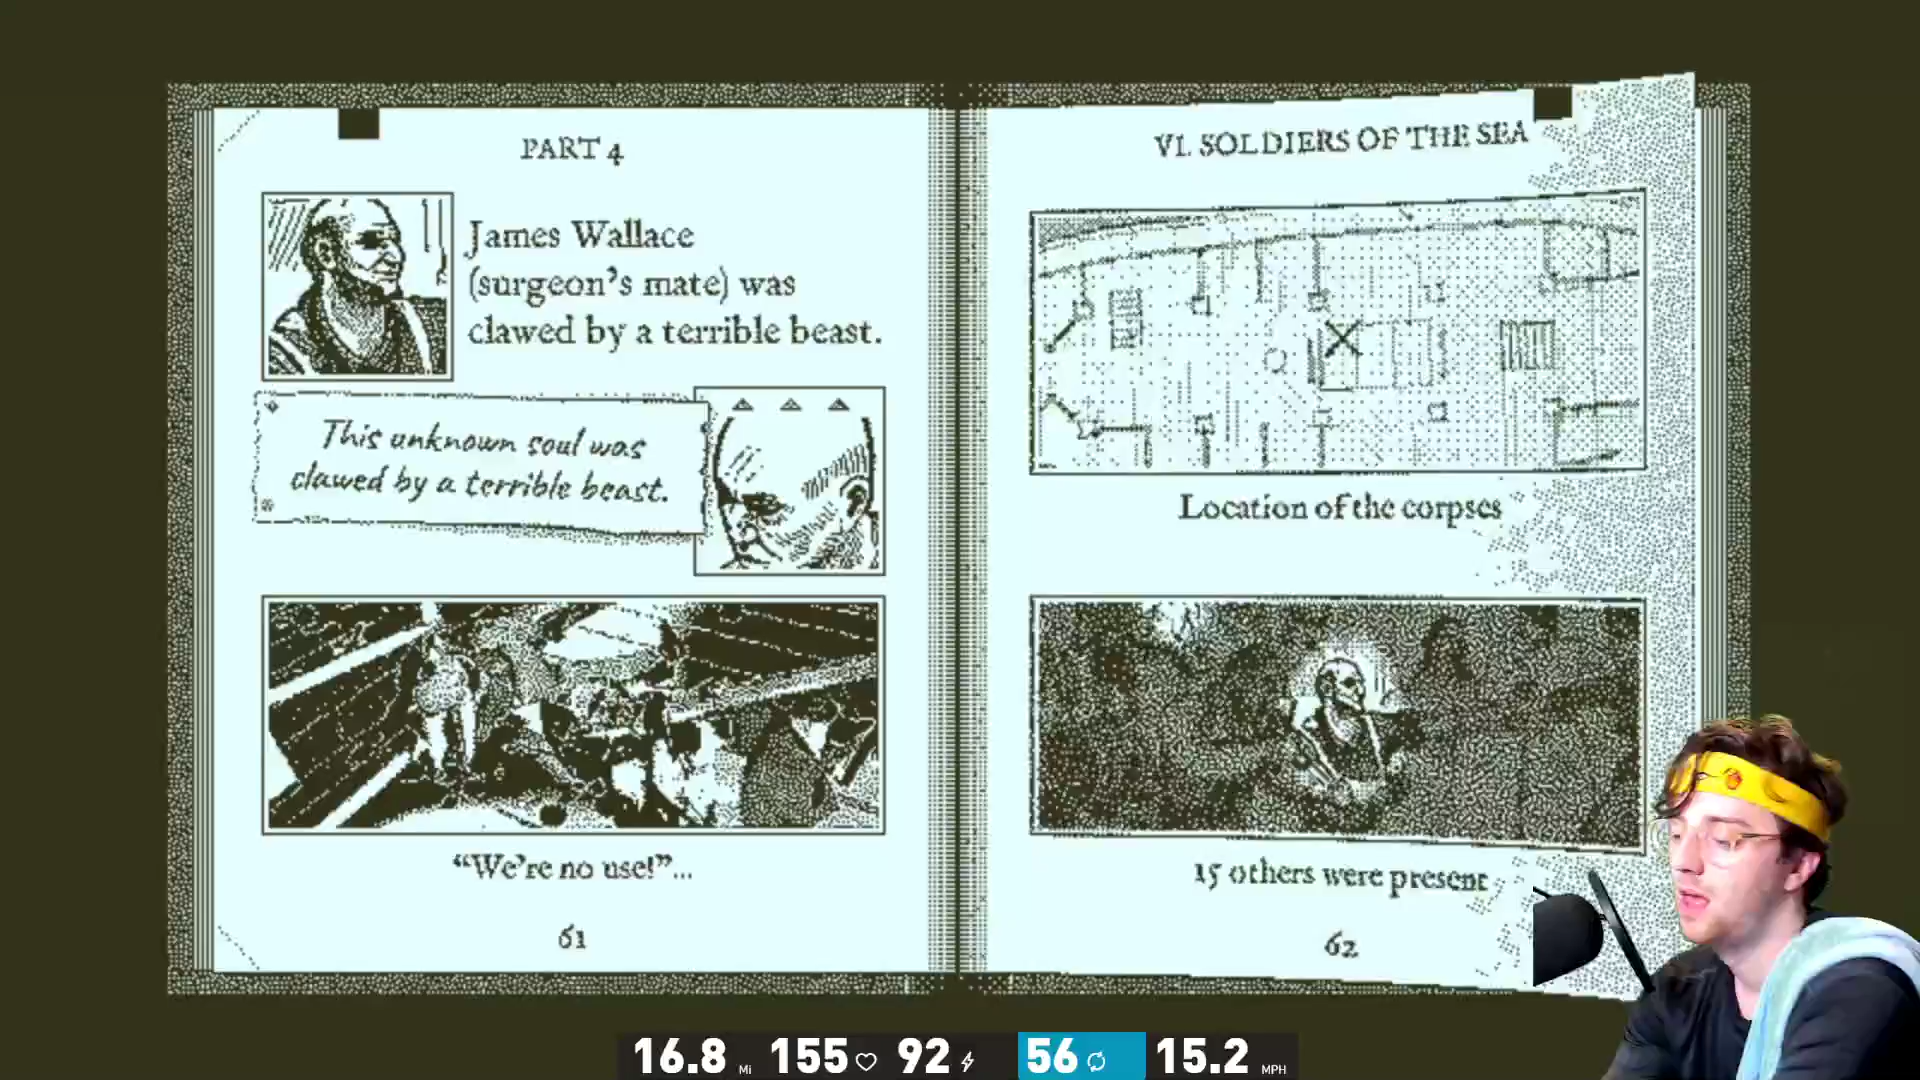 PART 4
James Wallace
(surgeon's mate) was
clawed by a terrible beast.
This unknown soul was
clawed by a terrible beast.
"We're no use!"...
61
VI. SOLDIERS OF THE SEA
Location of the corpses
15 others were present
62
16.8 Mi 155 92 56 15.2 MPH